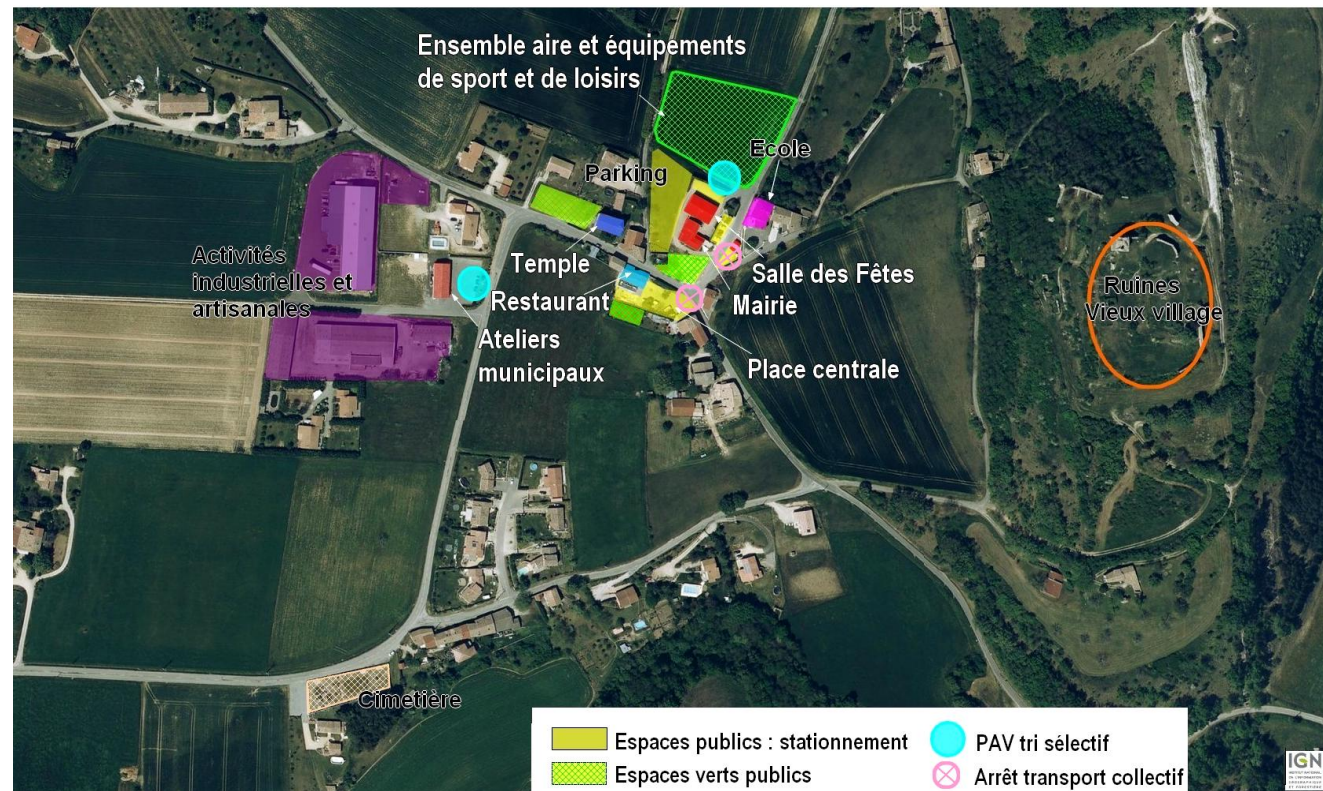 Ensemble aire et équipements
de sport et de loisirs
Ecole
Parking
Activités
industrielles et
artisanales
Temple
Restaurant
Salle des Fêtes
Mairie
Ruines
Vieux village
Ateliers
municipaux
Place centrale
Cimetière
Espaces publics : stationnement
PAV tri sélectif
Espaces verts publics
Arrêt transport collectif
IGN